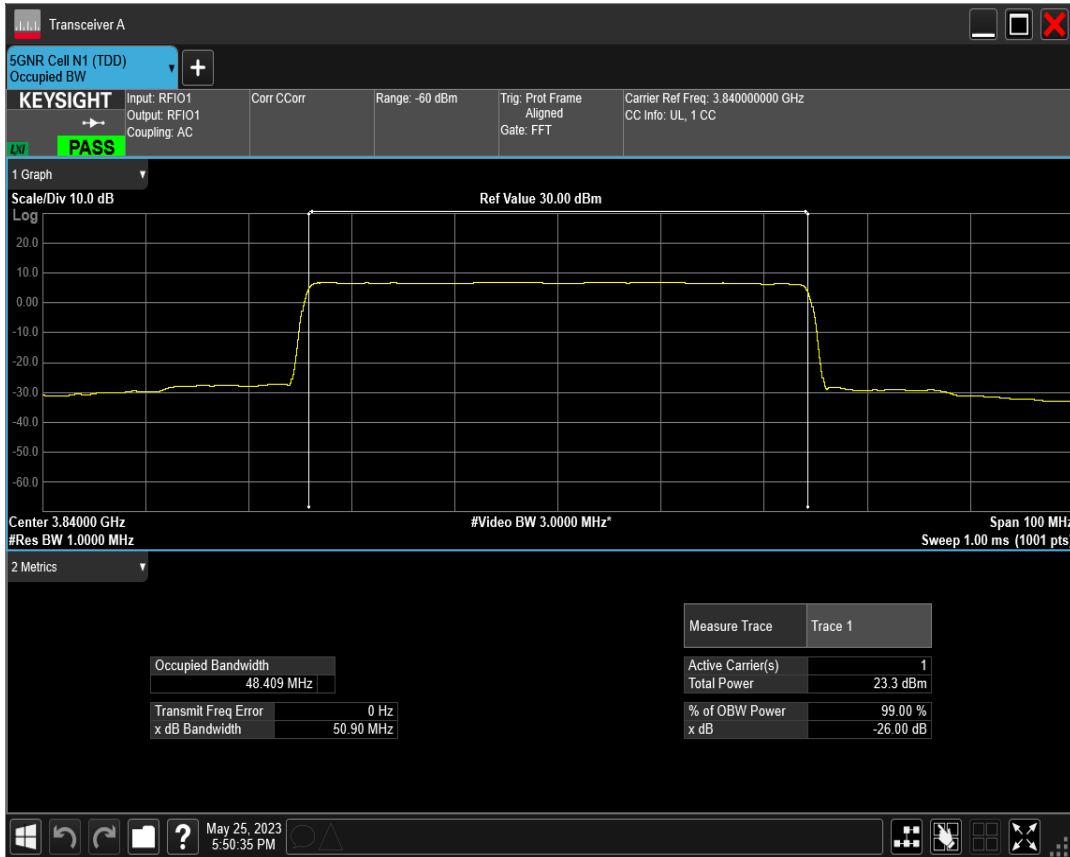 Transceiver A
5GNR Cell N1 (TDD)
Occupied BW
+
KEYSIGHT
LXI
PASS
Input: RFIO1
Output: RFIO1
Coupling: AC
Corr CCorr
Range: -60 dBm
Trig: Prot Frame
Aligned
Gate: FFT
Carrier Ref Freq: 3.840000000 GHz
CC Info: UL, 1 CC
1 Graph
Scale/Div 10.0 dB
Ref Value 30.00 dBm
Log
20.0
10.0
0.00
-10.0
-20.0
-30.0
-40.0
-50.0
-60.0
Center 3.84000 GHz
#Video BW 3.0000 MHz*
Span 100 MHz
#Res BW 1.0000 MHz
Sweep 1.00 ms (1001 pts)
2 Metrics
Measure Trace Trace 1
Occupied Bandwidth
48.409 MHz
Active Carrier(s) 1
Total Power 23.3 dBm
Transmit Freq Error 0 Hz
x dB Bandwidth 50.90 MHz
% of OBW Power 99.00 %
x dB -26.00 dB
?
May 25, 2023
5:50:35 PM